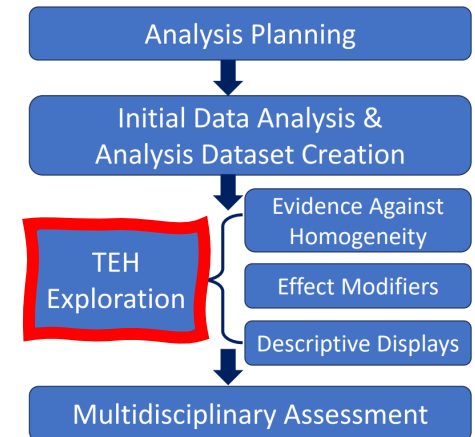 Analysis Planning
Initial Data Analysis &
Analysis Dataset Creation
Evidence Against
Homogeneity
TEH
Exploration
Effect Modifiers
Descriptive Displays
Multidisciplinary Assessment